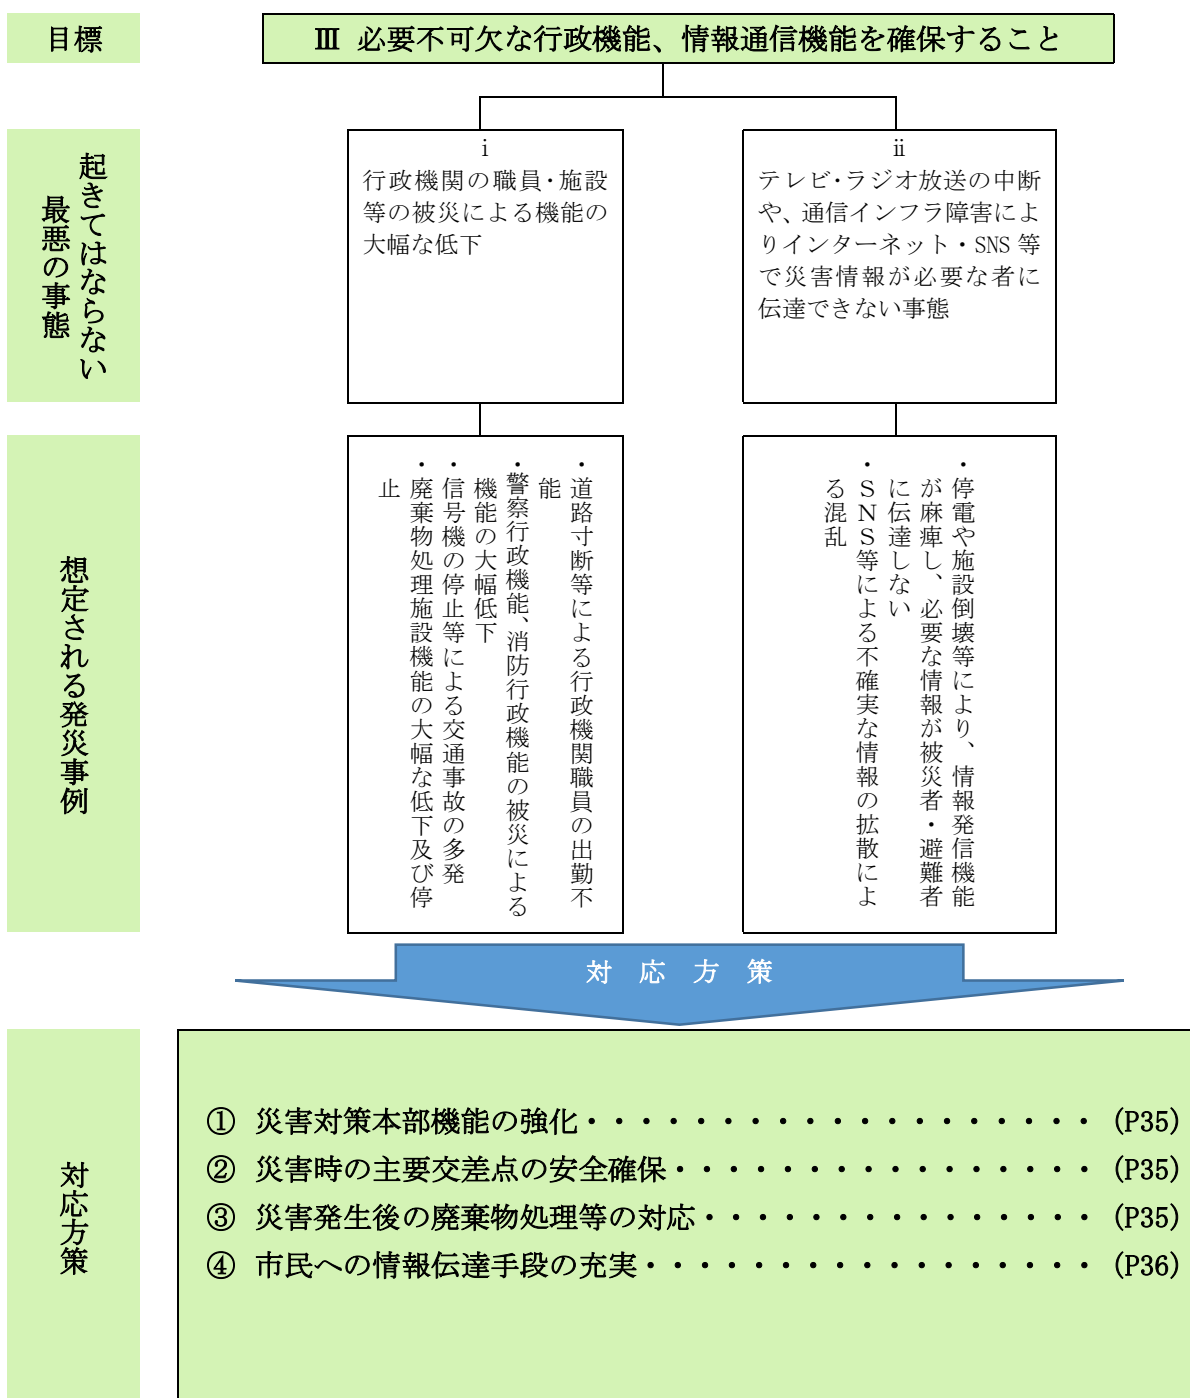 目標
Ⅲ 必要不可欠な行政機能、情報通信機能を確保すること
起きてはならない
最悪の事態
ⅰ
行政機関の職員・施設
等の被災による機能の
大幅な低下
ⅱ
テレビ・ラジオ放送の中断
や、通信インフラ障害によ
りインターネット・SNS 等
で災害情報が必要な者に
伝達できない事態
想定される発災事例
・道路寸断等による行政機関職員の出勤不
能
・警察行政機能、消防行政機能の被災による
機能の大幅低下
・信号機の停止等による交通事故の多発
・廃棄物処理施設機能の大幅な低下及び停
止
・停電や施設倒壊等により、情報発信機能
が麻痺し、必要な情報が被災者・避難者
に伝達しない
・ＳＮＳ等による不確実な情報の拡散によ
る混乱
対 応 方 策
対応方策
① 災害対策本部機能の強化・・・・・・・・・・・・・・・・・・・ (P35)
② 災害時の主要交差点の安全確保・・・・・・・・・・・・・・・・ (P35)
③ 災害発生後の廃棄物処理等の対応・・・・・・・・・・・・・・・ (P35)
④ 市民への情報伝達手段の充実・・・・・・・・・・・・・・・・・ (P36)